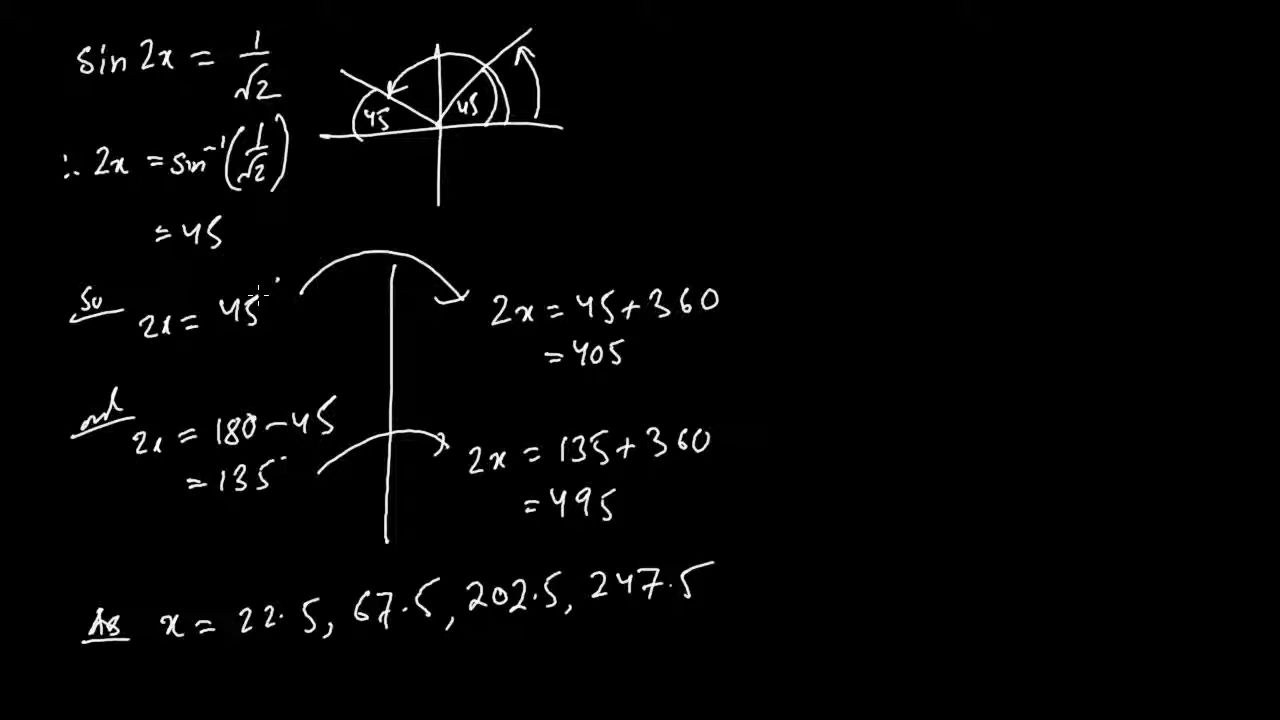 sin 2x = 1/√2
45 45
∴ 2x = sin⁻¹(1/√2)
= 45
So 2x = 45°
2x = 45 + 360
= 405
and 2x = 180 - 45
= 135°
2x = 135 + 360
= 495
x = 22.5, 67.5, 202.5, 247.5